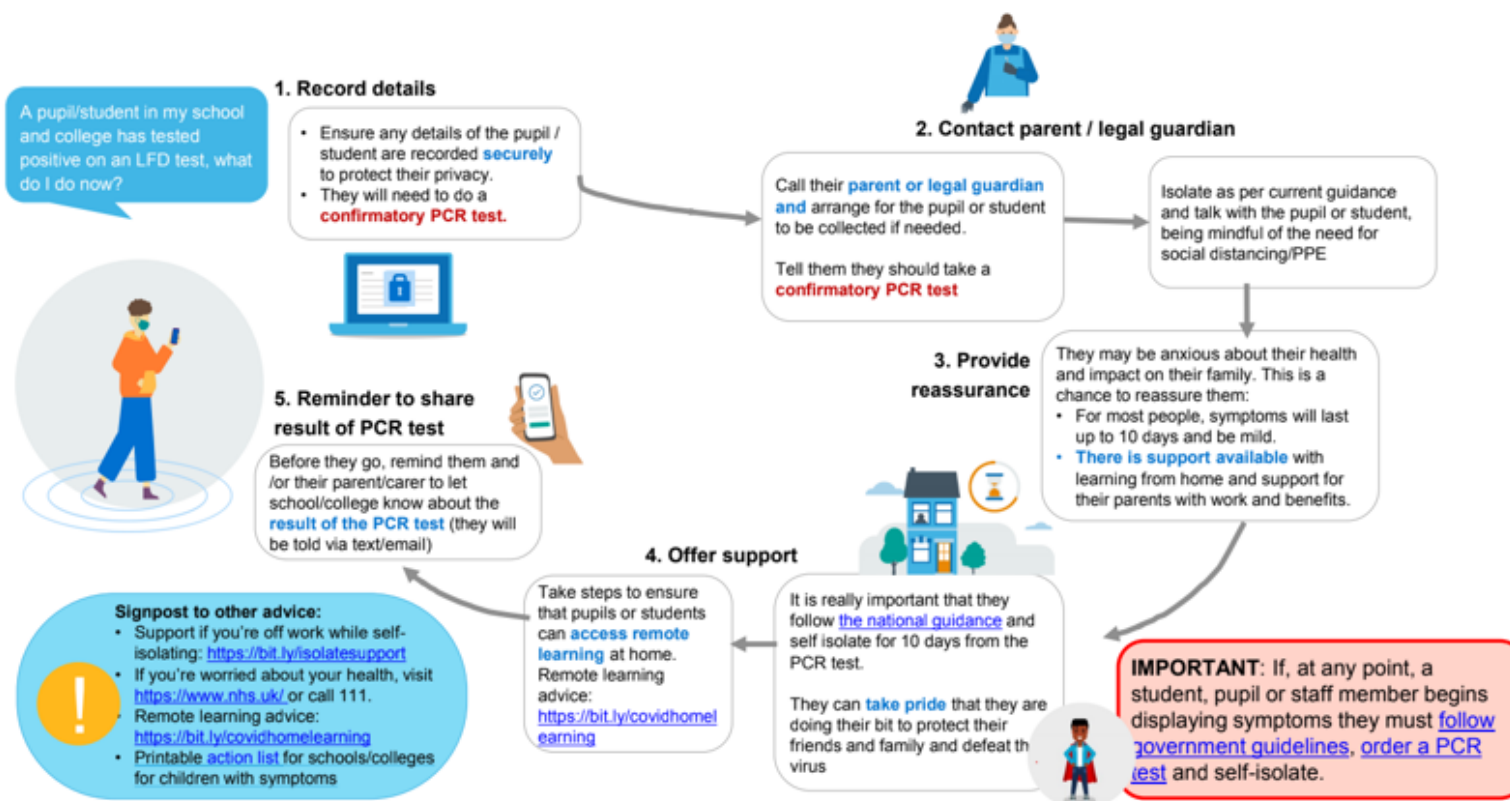 A pupil/student in my school
and college has tested
positive on an LFD test, what
do I do now?
1. Record details
• Ensure any details of the pupil /
student are recorded securely
to protect their privacy.
• They will need to do a
confirmatory PCR test.
2. Contact parent / legal guardian
Call their parent or legal guardian
and arrange for the pupil or student
to be collected if needed.
Tell them they should take a
confirmatory PCR test
Isolate as per current guidance
and talk with the pupil or student,
being mindful of the need for
social distancing/PPE
3. Provide
reassurance
They may be anxious about their health
and impact on their family. This is a
chance to reassure them:
• For most people, symptoms will last
up to 10 days and be mild.
• There is support available with
learning from home and support for
their parents with work and benefits.
4. Offer support
It is really important that they
follow the national guidance and
self isolate for 10 days from the
PCR test.
They can take pride that they are
doing their bit to protect their
friends and family and defeat th
virus
Take steps to ensure
that pupils or students
can access remote
learning at home.
Remote learning
advice:
https://bit.ly/covidhomel
earning
5. Reminder to share
result of PCR test
Before they go, remind them and
/or their parent/carer to let
school/college know about the
result of the PCR test (they will
be told via text/email)
Signpost to other advice:
• Support if you're off work while self-
isolating: https://bit.ly/isolatesupport
• If you're worried about your health, visit
https://www.nhs.uk/ or call 111.
• Remote learning advice:
https://bit.ly/covidhomelearning
• Printable action list for schools/colleges
for children with symptoms
IMPORTANT: If, at any point, a
student, pupil or staff member begins
displaying symptoms they must follow
government guidelines, order a PCR
test and self-isolate.